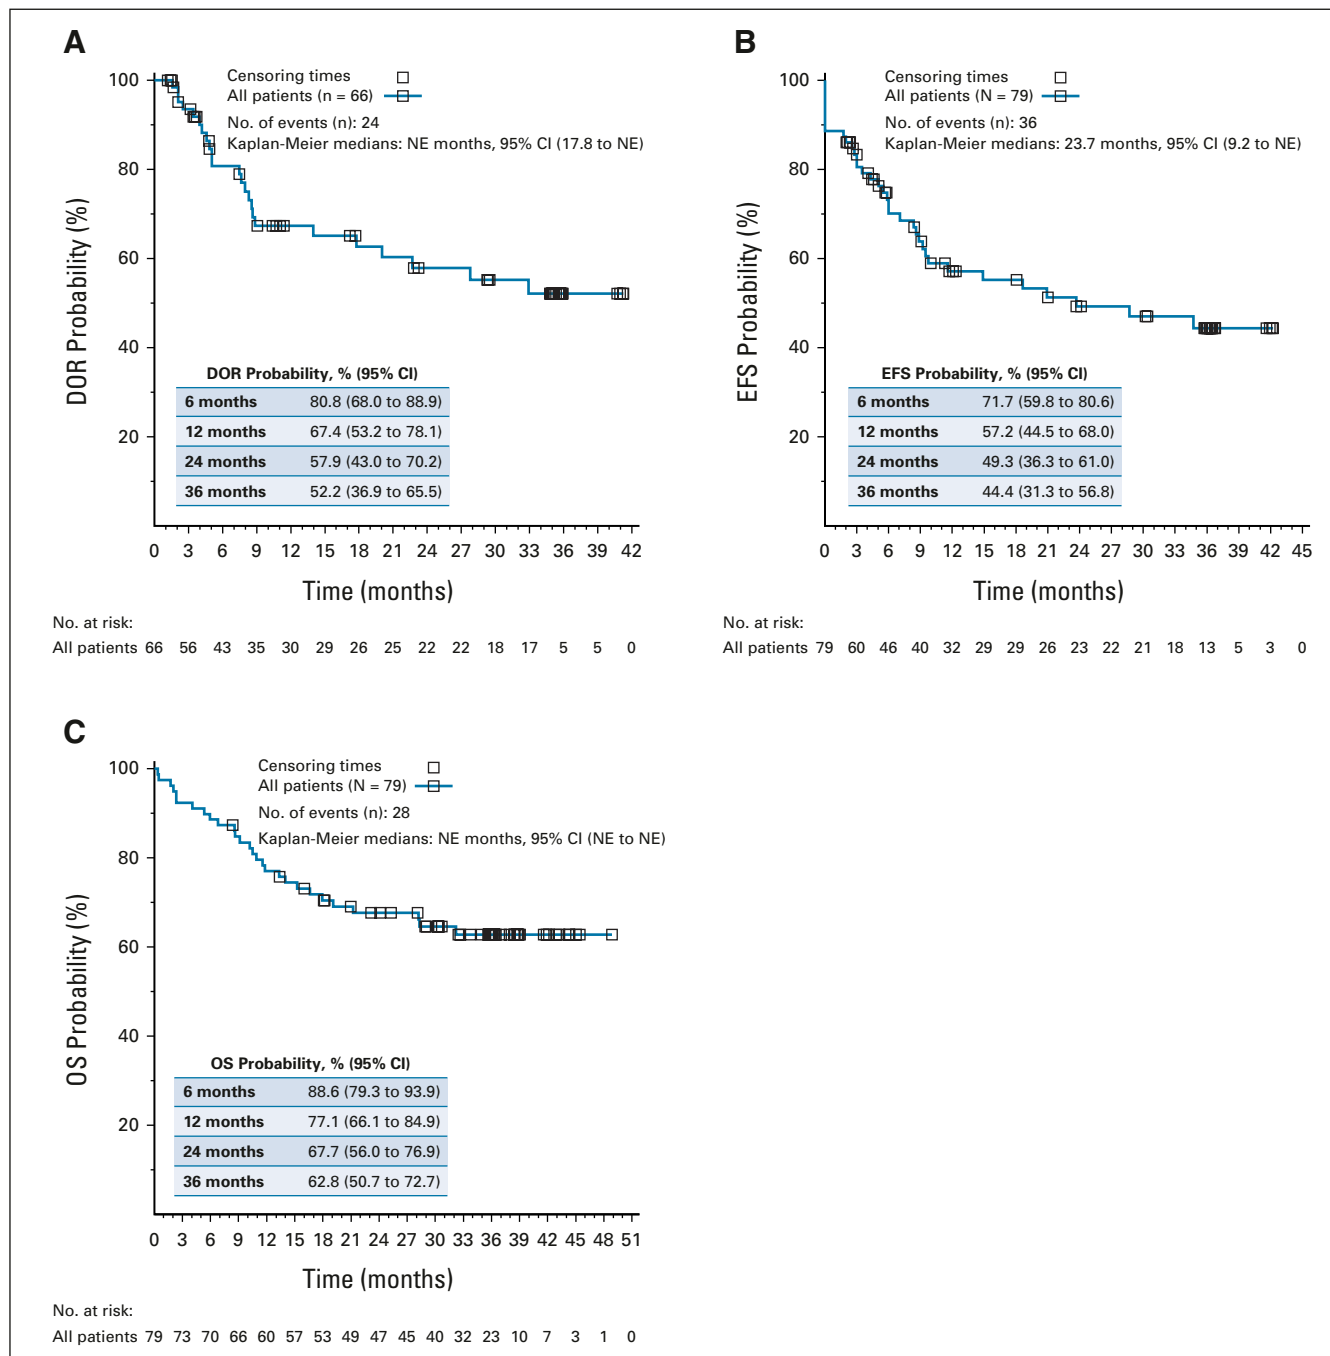 A
Censoring times
All patients (n = 66)
No. of events (n): 24
Kaplan-Meier medians: NE months, 95% CI (17.8 to NE)
DOR Probability (%)
100
80
60
40
20
DOR Probability, % (95% CI)
6 months 80.8 (68.0 to 88.9)
12 months 67.4 (53.2 to 78.1)
24 months 57.9 (43.0 to 70.2)
36 months 52.2 (36.9 to 65.5)
0 3 6 9 12 15 18 21 24 27 30 33 36 39 42
Time (months)
No. at risk:
All patients 66 56 43 35 30 29 26 25 22 22 18 17 5 5 0
B
Censoring times
All patients (N = 79)
No. of events (n): 36
Kaplan-Meier medians: 23.7 months, 95% CI (9.2 to NE)
EFS Probability (%)
100
80
60
40
20
EFS Probability, % (95% CI)
6 months 71.7 (59.8 to 80.6)
12 months 57.2 (44.5 to 68.0)
24 months 49.3 (36.3 to 61.0)
36 months 44.4 (31.3 to 56.8)
0 3 6 9 12 15 18 21 24 27 30 33 36 39 42 45
Time (months)
No. at risk:
All patients 79 60 46 40 32 29 29 26 23 22 21 18 13 5 3 0
C
Censoring times
All patients (N = 79)
No. of events (n): 28
Kaplan-Meier medians: NE months, 95% CI (NE to NE)
OS Probability (%)
100
80
60
40
20
OS Probability, % (95% CI)
6 months 88.6 (79.3 to 93.9)
12 months 77.1 (66.1 to 84.9)
24 months 67.7 (56.0 to 76.9)
36 months 62.8 (50.7 to 72.7)
0 3 6 9 12 15 18 21 24 27 30 33 36 39 42 45 48 51
Time (months)
No. at risk:
All patients 79 73 70 66 60 57 53 49 47 45 40 32 23 10 7 3 1 0